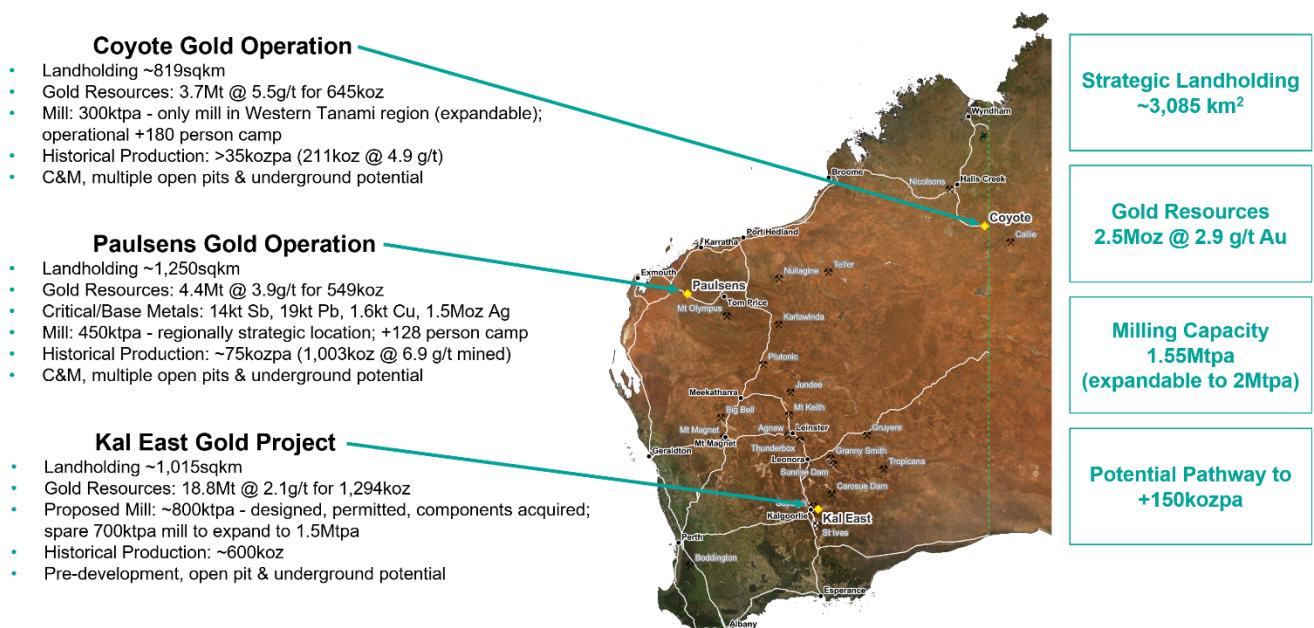 Coyote Gold Operation
• Landholding ~819sqkm
• Gold Resources: 3.7Mt @ 5.5g/t for 645koz
• Mill: 300ktpa - only mill in Western Tanami region (expandable);
operational +180 person camp
• Historical Production: >35kozpa (211koz @ 4.9 g/t)
• C&M, multiple open pits & underground potential
Paulsens Gold Operation
• Landholding ~1,250sqkm
• Gold Resources: 4.4Mt @ 3.9g/t for 549koz
• Critical/Base Metals: 14kt Sb, 19kt Pb, 1.6kt Cu, 1.5Moz Ag
• Mill: 450ktpa - regionally strategic location; +128 person camp
• Historical Production: ~75kozpa (1,003koz @ 6.9 g/t mined)
• C&M, multiple open pits & underground potential
Kal East Gold Project
• Landholding ~1,015sqkm
• Gold Resources: 18.8Mt @ 2.1g/t for 1,294koz
• Proposed Mill: ~800ktpa - designed, permitted, components acquired;
spare 700ktpa mill to expand to 1.5Mtpa
• Historical Production: ~600koz
• Pre-development, open pit & underground potential
Wyndham
Broome
Halls Creek
Nicolsons
Coyote
Callie
Port Hedland
Karratha
Exmouth
Paulsens
Nullagine
Telfer
Tom Price
Mt Olympus
Karlawinda
Plutonic
Jundee
Meekatharra
Big Bell
Mt Keith
Mt Magnet
Agnew
Leinster
Gruyere
Mt Magnet
Thunderbox
Geraldton
Leonora
Granny Smith
Sunrise Dam
Tropicana
Carosue Dam
Kalgoorlie
Kal East
St Ives
Perth
Boddington
Esperance
Albany
Strategic Landholding
~3,085 km²
Gold Resources
2.5Moz @ 2.9 g/t Au
Milling Capacity
1.55Mtpa
(expandable to 2Mtpa)
Potential Pathway to
+150kozpa